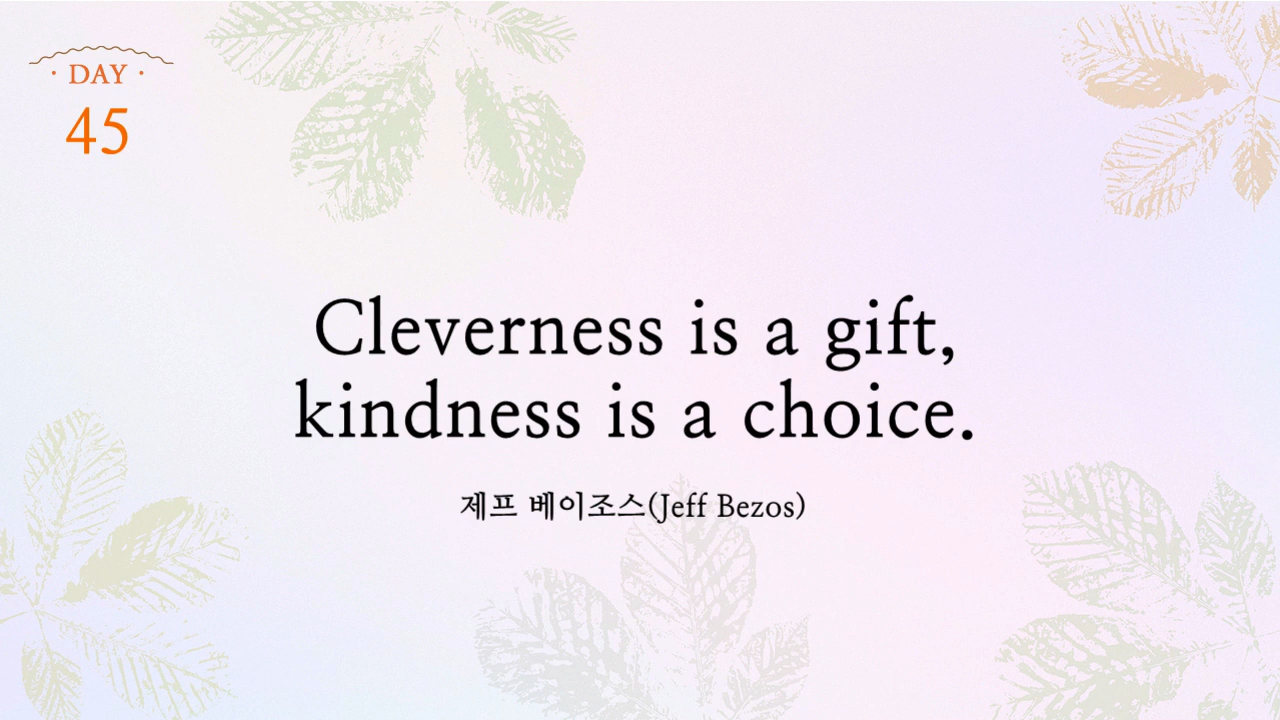 · DAY ·
45
Cleverness is a gift,
kindness is a choice.
제프 베이조스(Jeff Bezos)